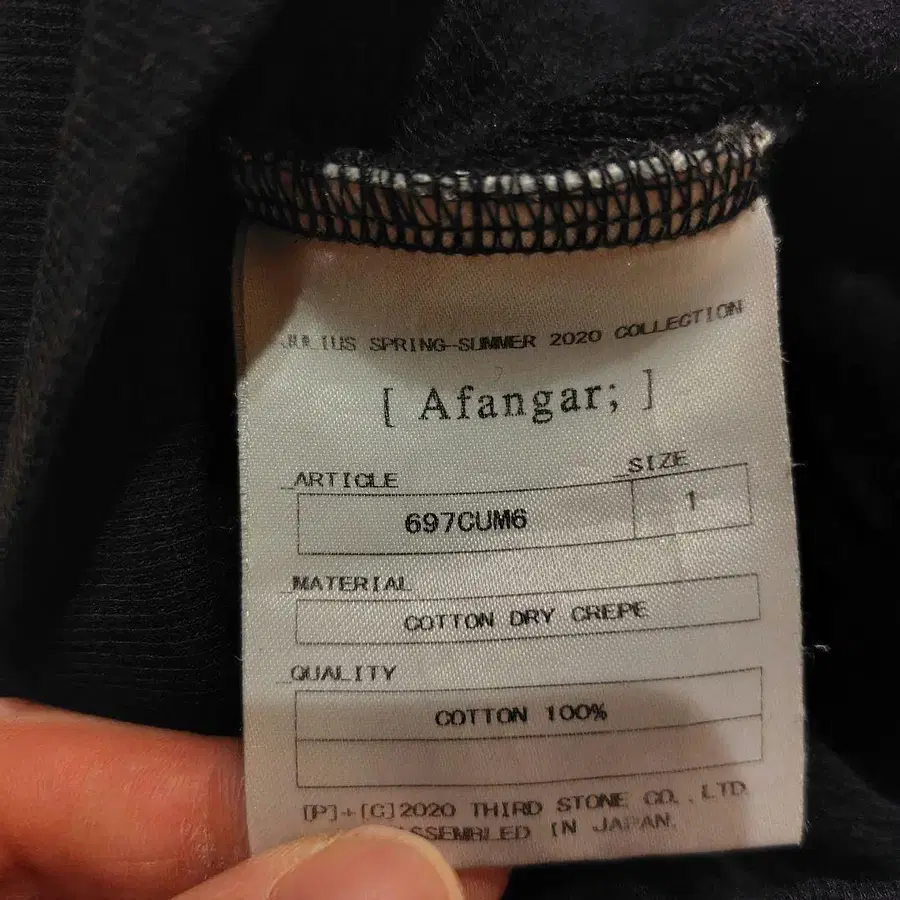 JULIUS SPRING-SUMMER 2020 COLLECTION
[ Afangar; ]
ARTICLE SIZE
697CUM6 1
MATERIAL
COTTON DRY CREPE
QUALITY
COTTON 100%
[P]+[C]2020 THIRD STONE CO.,LTD.
ASSEMBLED IN JAPAN.